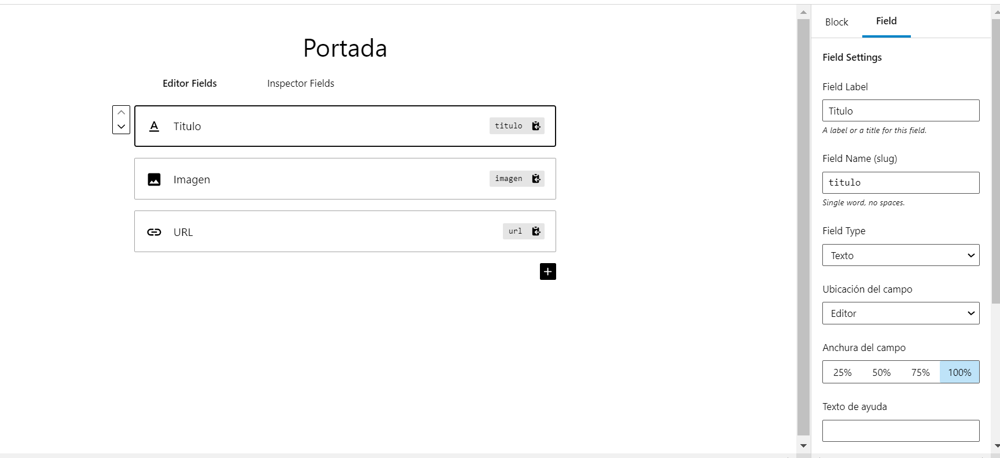 Portada
Editor Fields
Inspector Fields
Titulo
titulo
Imagen
imagen
URL
url
Block
Field
Field Settings
Field Label
Titulo
A label or a title for this field.
Field Name (slug)
titulo
Single word, no spaces.
Field Type
Texto
Ubicación del campo
Editor
Anchura del campo
25% 50% 75% 100%
Texto de ayuda